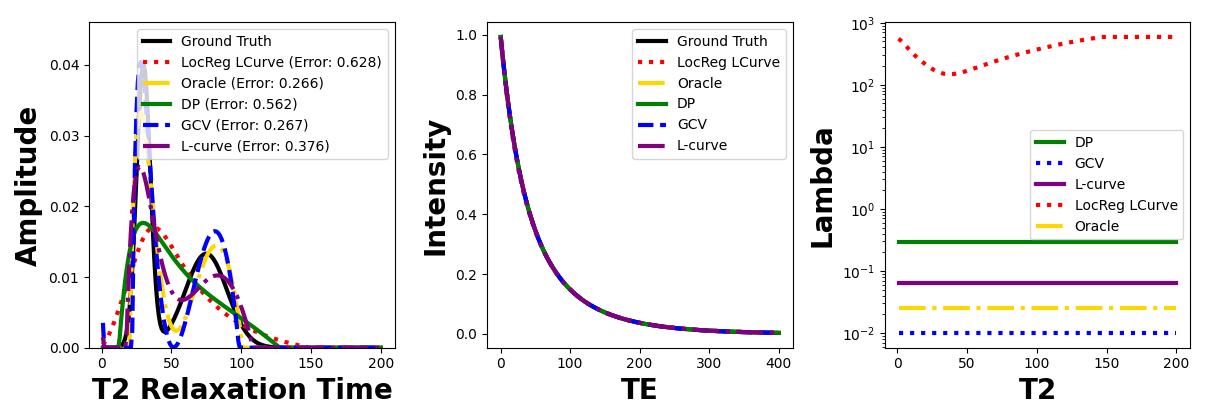 Amplitude
0.04
0.03
0.02
0.01
0.00
Ground Truth
LocReg LCurve (Error: 0.628)
Oracle (Error: 0.266)
DP (Error: 0.562)
GCV (Error: 0.267)
L-curve (Error: 0.376)
0 50 100 150 200
T2 Relaxation Time
Intensity
1.0
0.8
0.6
0.4
0.2
0.0
Ground Truth
LocReg LCurve
Oracle
DP
GCV
L-curve
0 100 200 300 400
TE
Lambda
10³
10²
10¹
10⁰
10⁻¹
10⁻²
DP
GCV
L-curve
LocReg LCurve
Oracle
0 50 100 150 200
T2